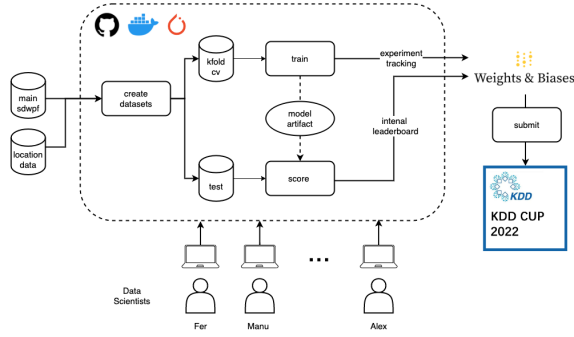 main
sdwpf
location
data
create
datasets
kfold
cv
test
train
model
artifact
score
experiment
tracking
intenal
leaderboard
Weights & Biases
submit
KDD
KDD CUP
2022
...
Data
Scientists
Fer
Manu
Alex